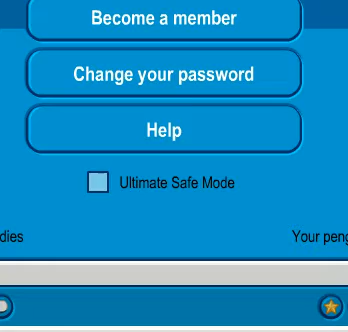 Become a member
Change your password
Help
Ultimate Safe Mode
dies Your peng